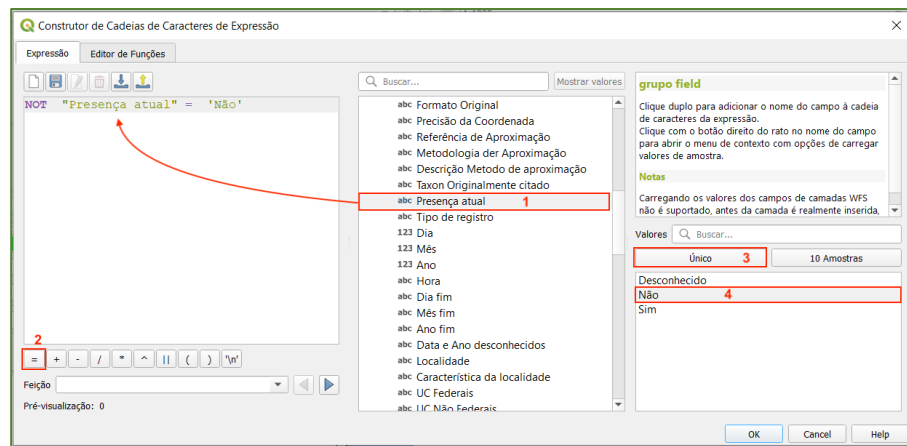 Construtor de Cadeias de Caracteres de Expressão
Expressão
Editor de Funções
NOT "Presença atual" = 'Não'
2
= + - / * ^ || ( ) '\n'
Feição
Pré-visualização: 0
Buscar...
Mostrar valores
abc Formato Original
abc Precisão da Coordenada
abc Referência de Aproximação
abc Metodologia der Aproximação
abc Descrição Metodo de aproximação
abc Taxon Originalmente citado
abc Presença atual 1
abc Tipo de registro
123 Dia
123 Mês
123 Ano
abc Hora
abc Dia fim
abc Mês fim
abc Ano fim
abc Data e Ano desconhecidos
abc Localidade
abc Característica da localidade
abc UC Federais
abc UC Não Federais
grupo field
Clique duplo para adicionar o nome do campo à cadeia
de caracteres da expressão.
Clique com o botão direito do rato no nome do campo
para abrir o menu de contexto com opções de carregar
valores de amostra.
Notas
Carregando os valores dos campos de camadas WFS
não é suportado, antes da camada é realmente inserida,
Valores
Buscar...
Único 3
10 Amostras
Desconhecido
Não 4
Sim
OK
Cancel
Help